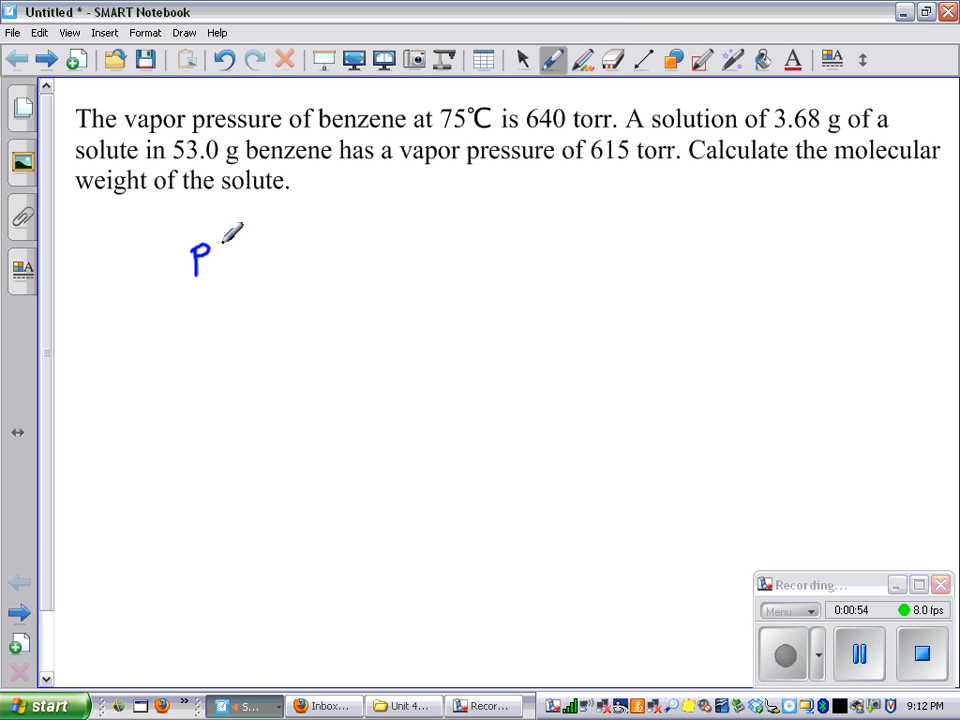 Untitled * - SMART Notebook
File Edit View Insert Format Draw Help
The vapor pressure of benzene at 75℃ is 640 torr. A solution of 3.68 g of a
solute in 53.0 g benzene has a vapor pressure of 615 torr. Calculate the molecular
weight of the solute.
P
Recording...
Menu 0:00:54 8.0 fps
start 4 S... Inbox... Unit 4... Recor... 9:12 PM